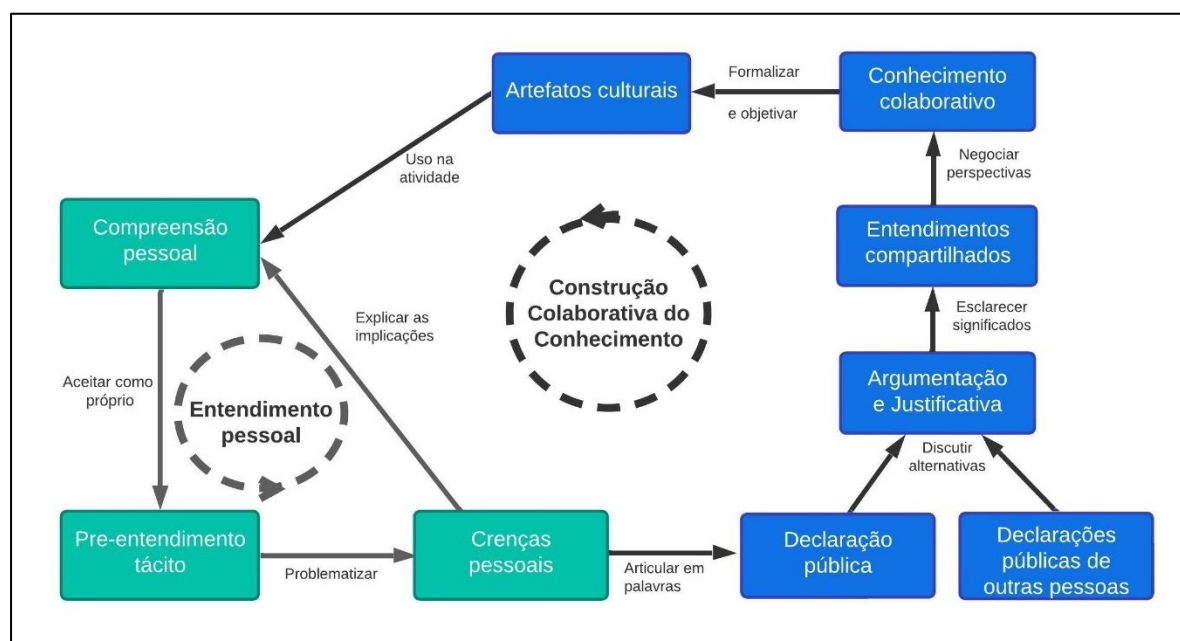 Artefatos culturais
Formalizar
e objetivar
Conhecimento
colaborativo
Negociar
perspectivas
Uso na
atividade
Compreensão
pessoal
Entendimentos
compartilhados
Construção
Colaborativa do
Conhecimento
Explicar as
implicações
Esclarecer
significados
Aceitar como
próprio
Entendimento
pessoal
Argumentação
e Justificativa
Discutir
alternativas
Pre-entendimento
tácito
Problematizar
Crenças
pessoais
Articular em
palavras
Declaração
pública
Declarações
públicas de
outras pessoas